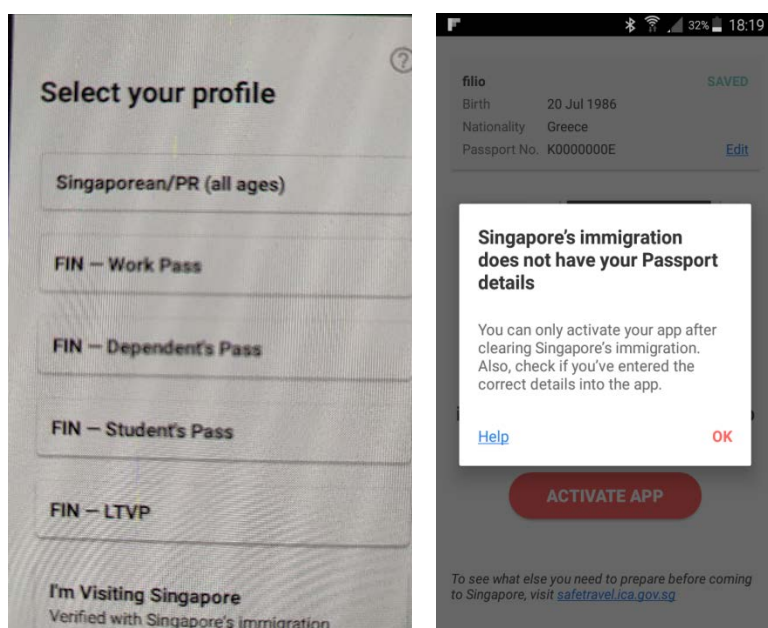 Select your profile
Singaporean/PR (all ages)
FIN – Work Pass
FIN – Dependent's Pass
FIN – Student's Pass
FIN – LTVP
I'm Visiting Singapore
Verified with Singapore's immigration
32% 18:19
filio SAVED
Birth 20 Jul 1986
Nationality Greece
Passport No. K0000000E Edit
Singapore's immigration
does not have your Passport
details
You can only activate your app after
clearing Singapore's immigration.
Also, check if you've entered the
correct details into the app.
Help OK
ACTIVATE APP
To see what else you need to prepare before coming
to Singapore, visit safetravel.ica.gov.sg